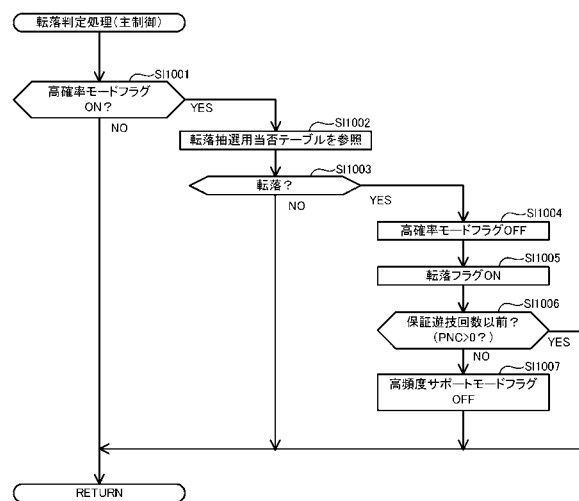 転落判定処理(主制御)
SI1001
高確率モードフラグ
ON?
YES
NO
SI1002
転落抽選用当否テーブルを参照
SI1003
転落?
YES
NO
SI1004
高確率モードフラグOFF
SI1005
転落フラグON
SI1006
保証遊技回数以前?
(PNC>0?)
YES
NO
SI1007
高頻度サポートモードフラグ
OFF
RETURN